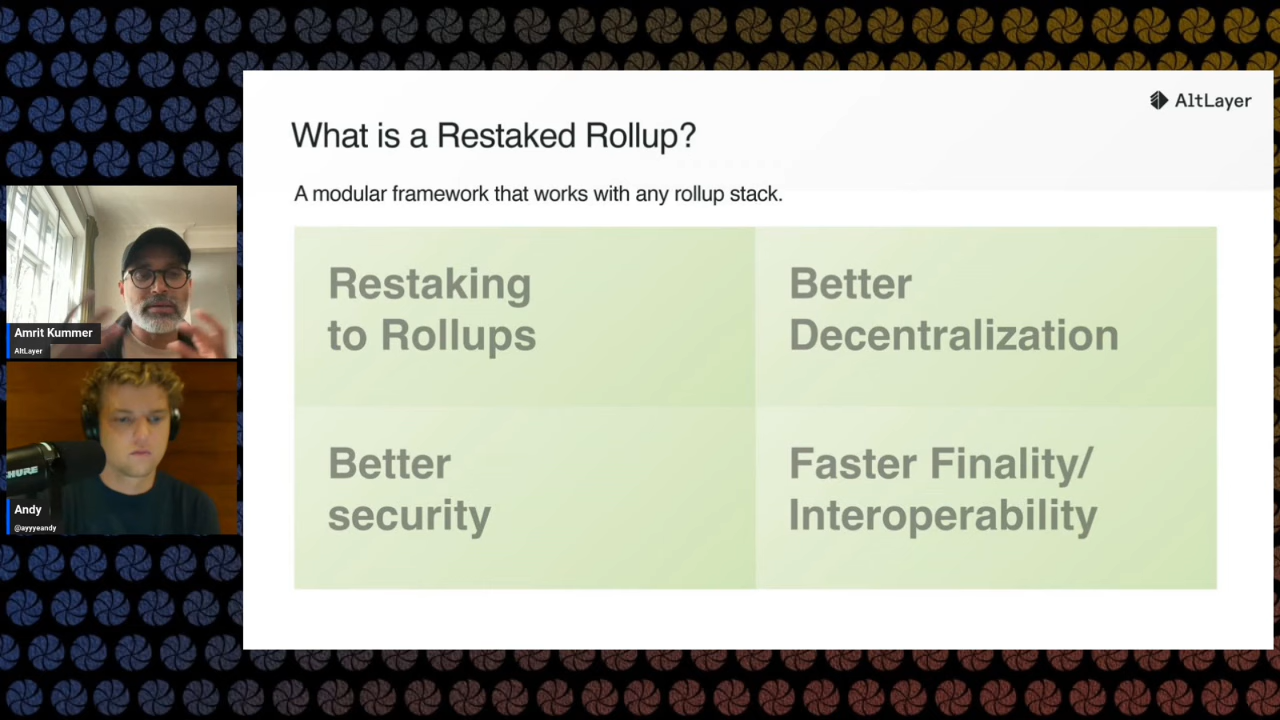 AltLayer
What is a Restaked Rollup?
A modular framework that works with any rollup stack.
Restaking
to Rollups
Better
Decentralization
Better
security
Faster Finality/
Interoperability
Amrit Kummer
AltLayer
SHURE
Andy
@ayyyeandy